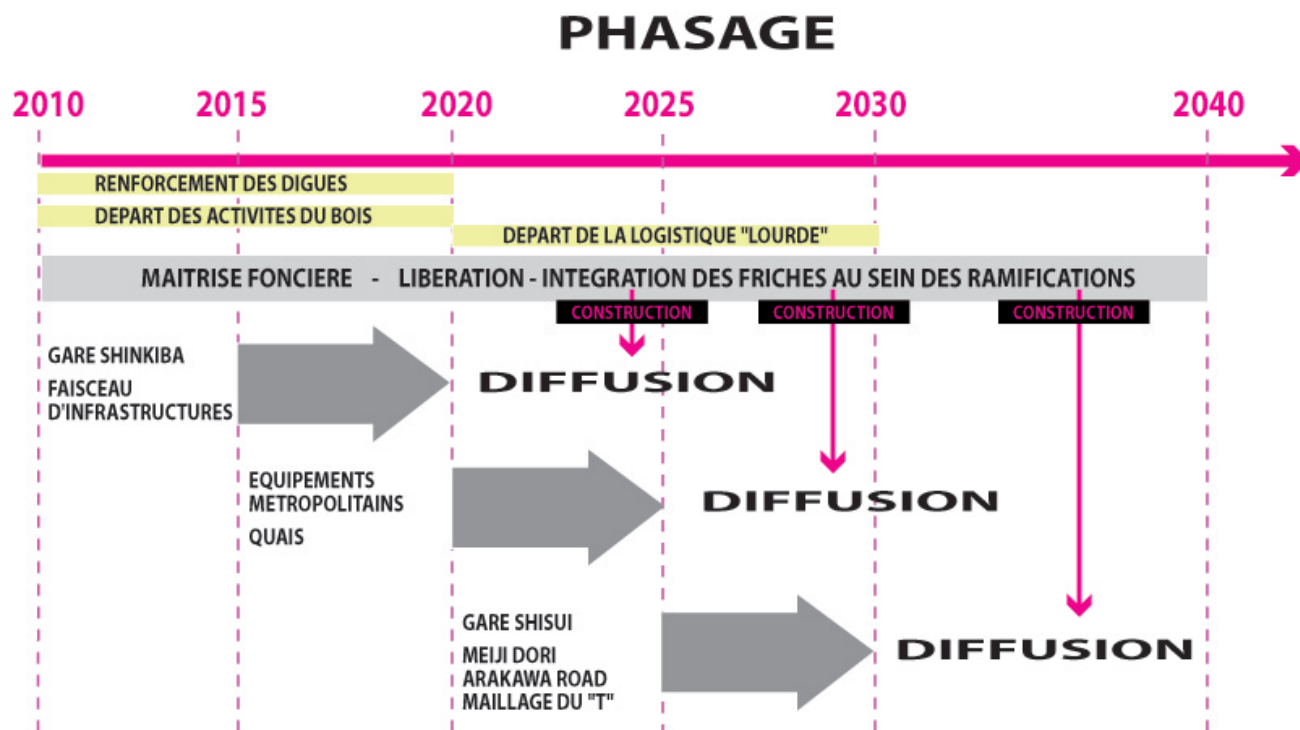 PHASAGE
2010 2015 2020 2025 2030 2040
RENFORCEMENT DES DIGUES
DEPART DES ACTIVITES DU BOIS
DEPART DE LA LOGISTIQUE "LOURDE"
MAITRISE FONCIERE - LIBERATION - INTEGRATION DES FRICHES AU SEIN DES RAMIFICATIONS
CONSTRUCTION CONSTRUCTION CONSTRUCTION
GARE SHINKIBA
FAISCEAU
D'INFRASTRUCTURES
DIFFUSION
EQUIPEMENTS
METROPOLITAINS
QUAIS
DIFFUSION
GARE SHISUI
MEIJI DORI
ARAKAWA ROAD
MAILLAGE DU "T"
DIFFUSION